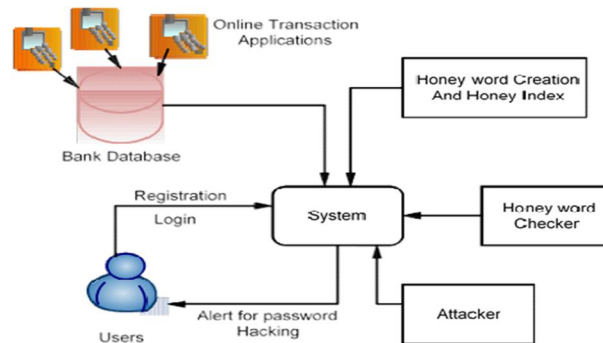 Online Transaction
Applications
Honey word Creation
And Honey Index
Bank Database
Registration
Login
System
Honey word
Checker
Alert for password
Hacking
Attacker
Users